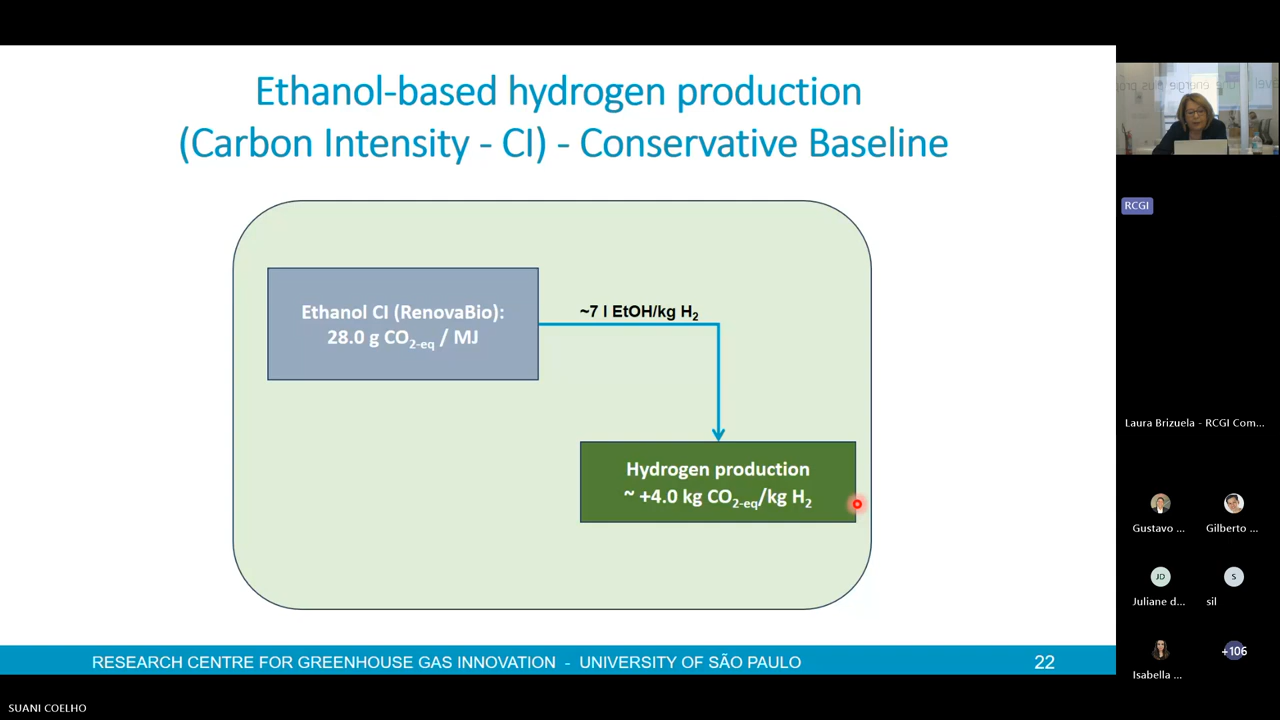 Ethanol-based hydrogen production
(Carbon Intensity - CI) - Conservative Baseline
Ethanol CI (RenovaBio):
28.0 g CO2-eq / MJ
~7 l EtOH/kg H2
Hydrogen production
~ +4.0 kg CO2-eq/kg H2
RESEARCH CENTRE FOR GREENHOUSE GAS INNOVATION - UNIVERSITY OF SÃO PAULO
22
RCGI
Laura Brizuela - RCGI Com...
Gustavo ...
Gilberto ...
JD
S
Juliane d...
sil
Isabella ...
+106
SUANI COELHO